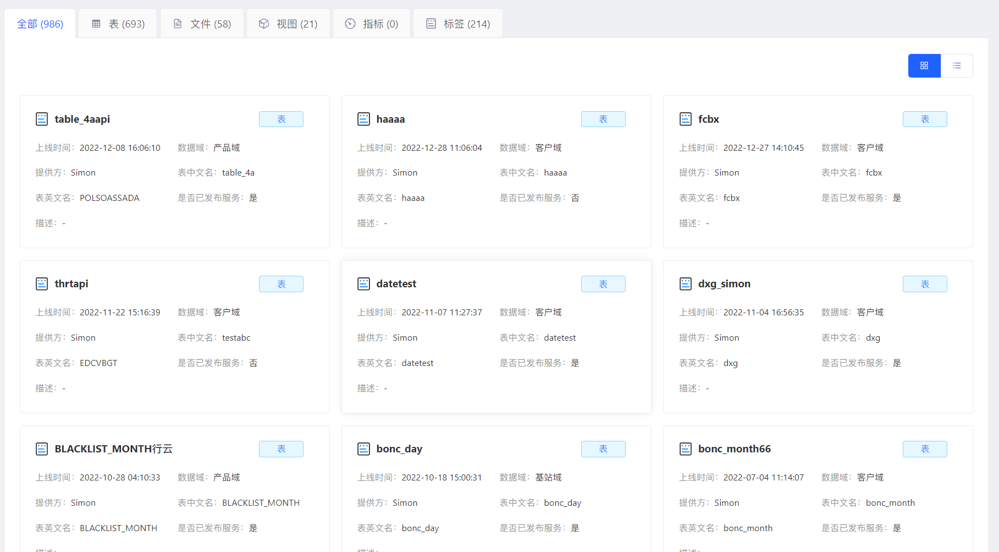 全部 (986) 表 (693) 文件 (58) 视图 (21) 指标 (0) 标签 (214)
table_4aapi 表
上线时间：2022-12-08 16:06:10 数据域：产品域
提供方：Simon 表中文名：table_4a
表英文名：POLSOASSADA 是否已发布服务：是
描述：-
haaaa 表
上线时间：2022-12-28 11:06:04 数据域：客户域
提供方：Simon 表中文名：haaaa
表英文名：haaaa 是否已发布服务：否
描述：-
fcbx 表
上线时间：2022-12-27 14:10:45 数据域：客户域
提供方：Simon 表中文名：fcbx
表英文名：fcbx 是否已发布服务：是
描述：-
thrtapi 表
上线时间：2022-11-22 15:16:39 数据域：客户域
提供方：Simon 表中文名：testabc
表英文名：EDCVBGT 是否已发布服务：否
描述：-
datetest 表
上线时间：2022-11-07 11:27:37 数据域：客户域
提供方：Simon 表中文名：datetest
表英文名：datetest 是否已发布服务：是
描述：-
dxg_simon 表
上线时间：2022-11-04 16:56:35 数据域：客户域
提供方：Simon 表中文名：dxg
表英文名：dxg 是否已发布服务：是
描述：-
BLACKLIST_MONTH行云 表
上线时间：2022-10-28 04:10:33 数据域：产品域
提供方：Simon 表中文名：BLACKLIST_MONTH
表英文名：BLACKLIST_MONTH 是否已发布服务：是
bonc_day 表
上线时间：2022-10-18 15:00:31 数据域：基站域
提供方：Simon 表中文名：bonc_day
表英文名：bonc_day 是否已发布服务：是
bonc_month66 表
上线时间：2022-07-04 11:14:07 数据域：客户域
提供方：Simon 表中文名：bonc_month
表英文名：bonc_month 是否已发布服务：是